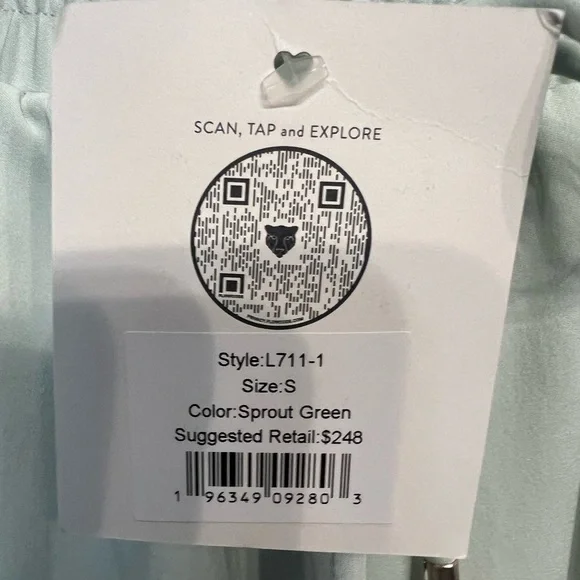 SCAN, TAP and EXPLORE
Style:L711-1
Size:S
Color:Sprout Green
Suggested Retail:$248
1 96349 09280 3